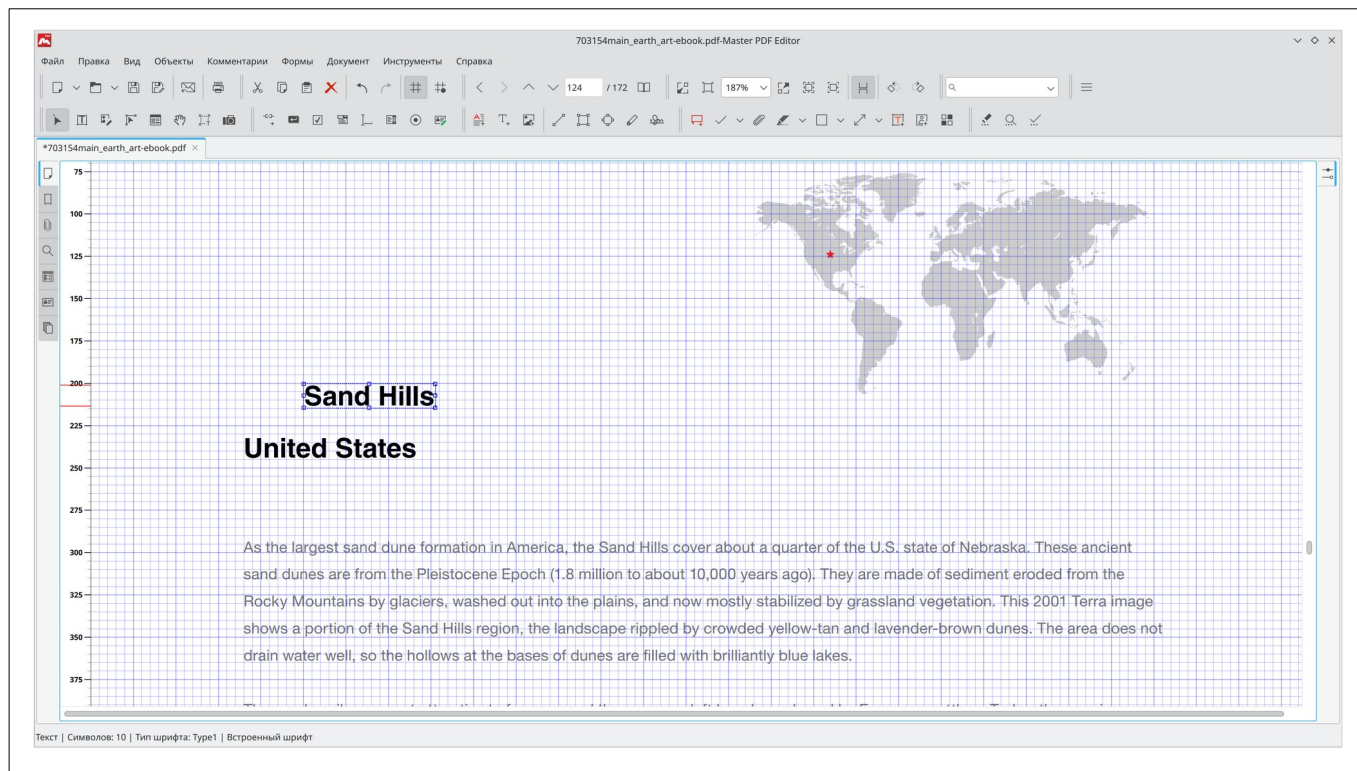 703154main_earth_art-ebook.pdf-Master PDF Editor
Файл Правка Вид Объекты Комментарии Формы Документ Инструменты Справка
124 / 172 187%
*703154main_earth_art-ebook.pdf
75
100
125
150
175
200
Sand Hills
225
United States
250
275
300
As the largest sand dune formation in America, the Sand Hills cover about a quarter of the U.S. state of Nebraska. These ancient
sand dunes are from the Pleistocene Epoch (1.8 million to about 10,000 years ago). They are made of sediment eroded from the
325
Rocky Mountains by glaciers, washed out into the plains, and now mostly stabilized by grassland vegetation. This 2001 Terra image
shows a portion of the Sand Hills region, the landscape rippled by crowded yellow-tan and lavender-brown dunes. The area does not
350
drain water well, so the hollows at the bases of dunes are filled with brilliantly blue lakes.
375
Текст | Символов: 10 | Тип шрифта: Type1 | Встроенный шрифт